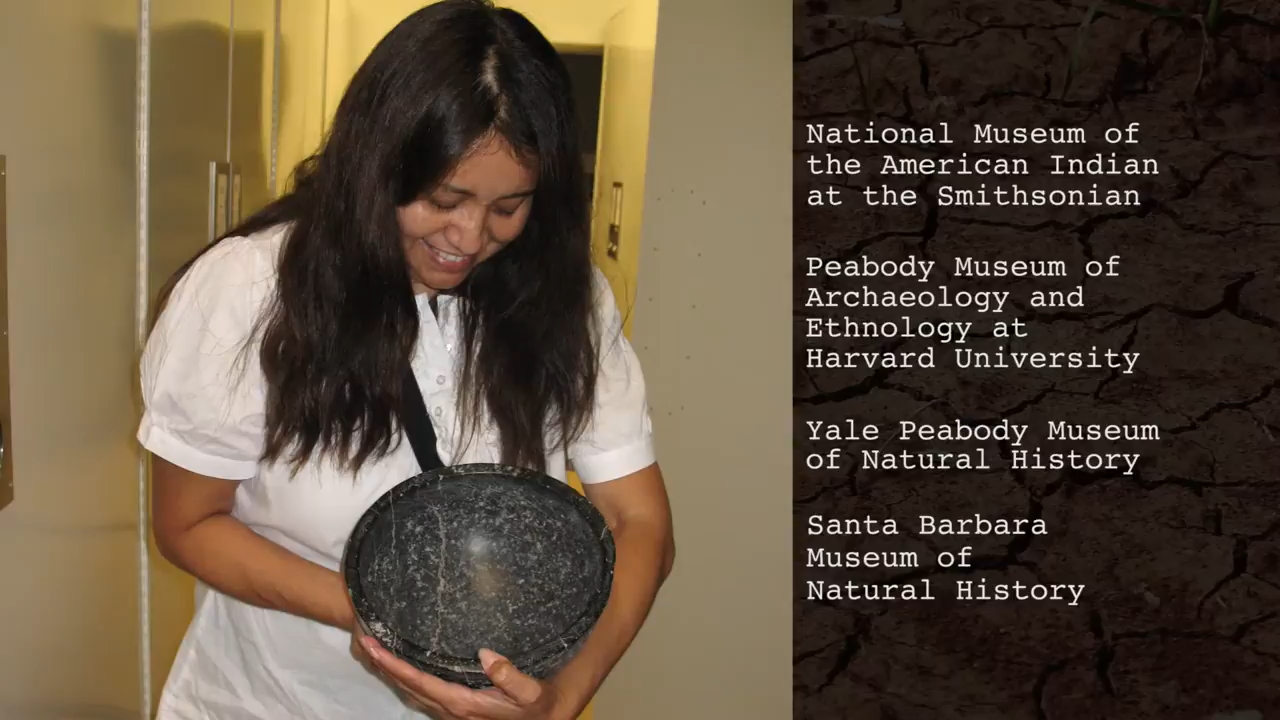 National Museum of
the American Indian
at the Smithsonian
Peabody Museum of
Archaeology and
Ethnology at
Harvard University
Yale Peabody Museum
of Natural History
Santa Barbara
Museum of
Natural History